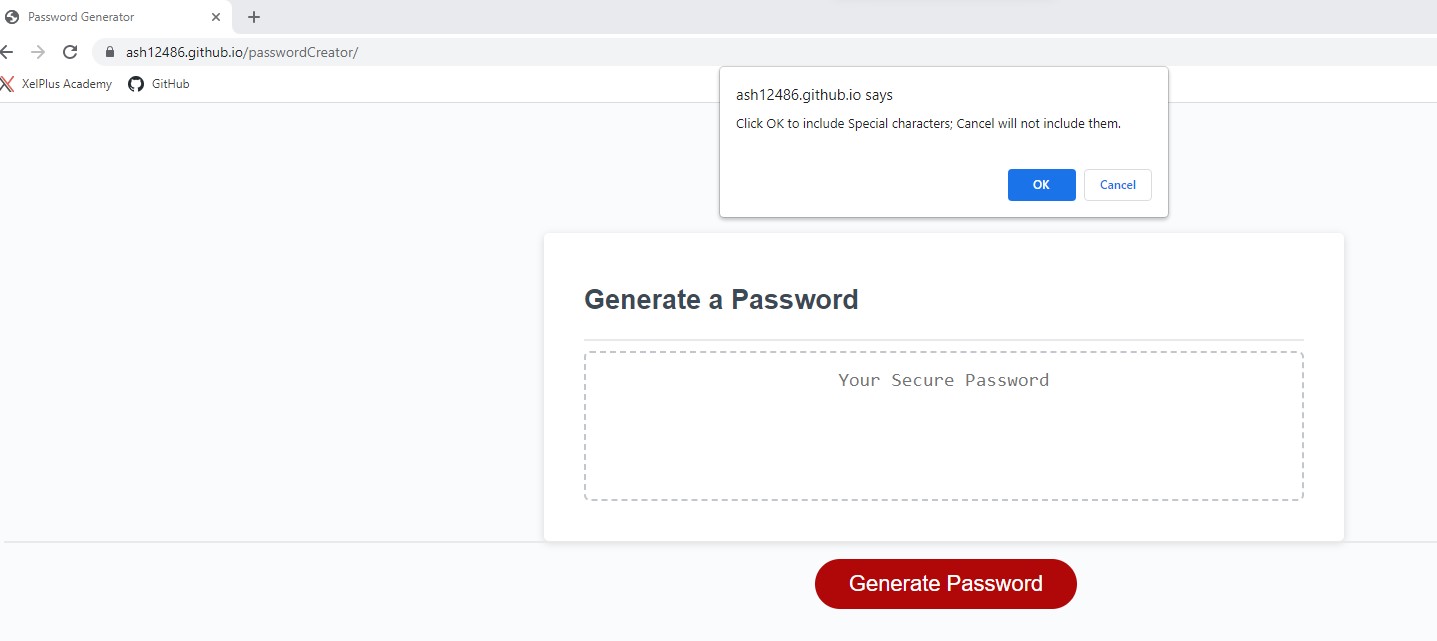 Password Generator
ash12486.github.io/passwordCreator/
XelPlus Academy GitHub
ash12486.github.io says
Click OK to include Special characters; Cancel will not include them.
OK Cancel
Generate a Password
Your Secure Password
Generate Password